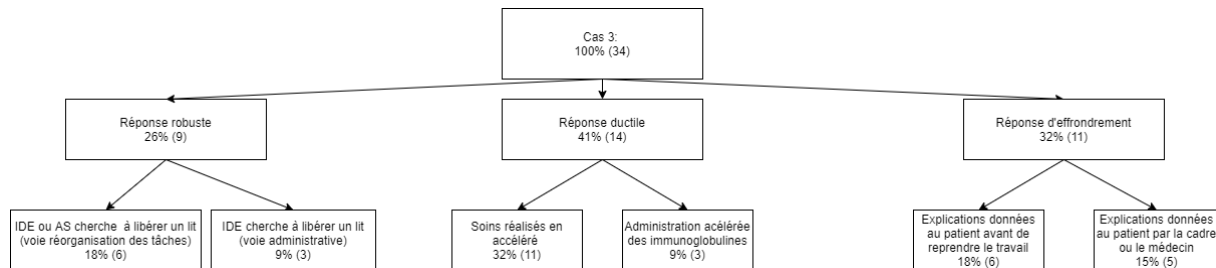 Cas 3:
100% (34)
Réponse robuste
26% (9)
Réponse ductile
41% (14)
Réponse d'effrondrement
32% (11)
IDE ou AS cherche à libérer un lit
(voie réorganisation des tâches)
18% (6)
IDE cherche à libérer un lit
(voie administrative)
9% (3)
Soins réalisés en
accéléré
32% (11)
Administration acélérée
des immunoglobulines
9% (3)
Explications données
au patient avant de
reprendre le travail
18% (6)
Explications données
au patient par la cadre
ou le médecin
15% (5)